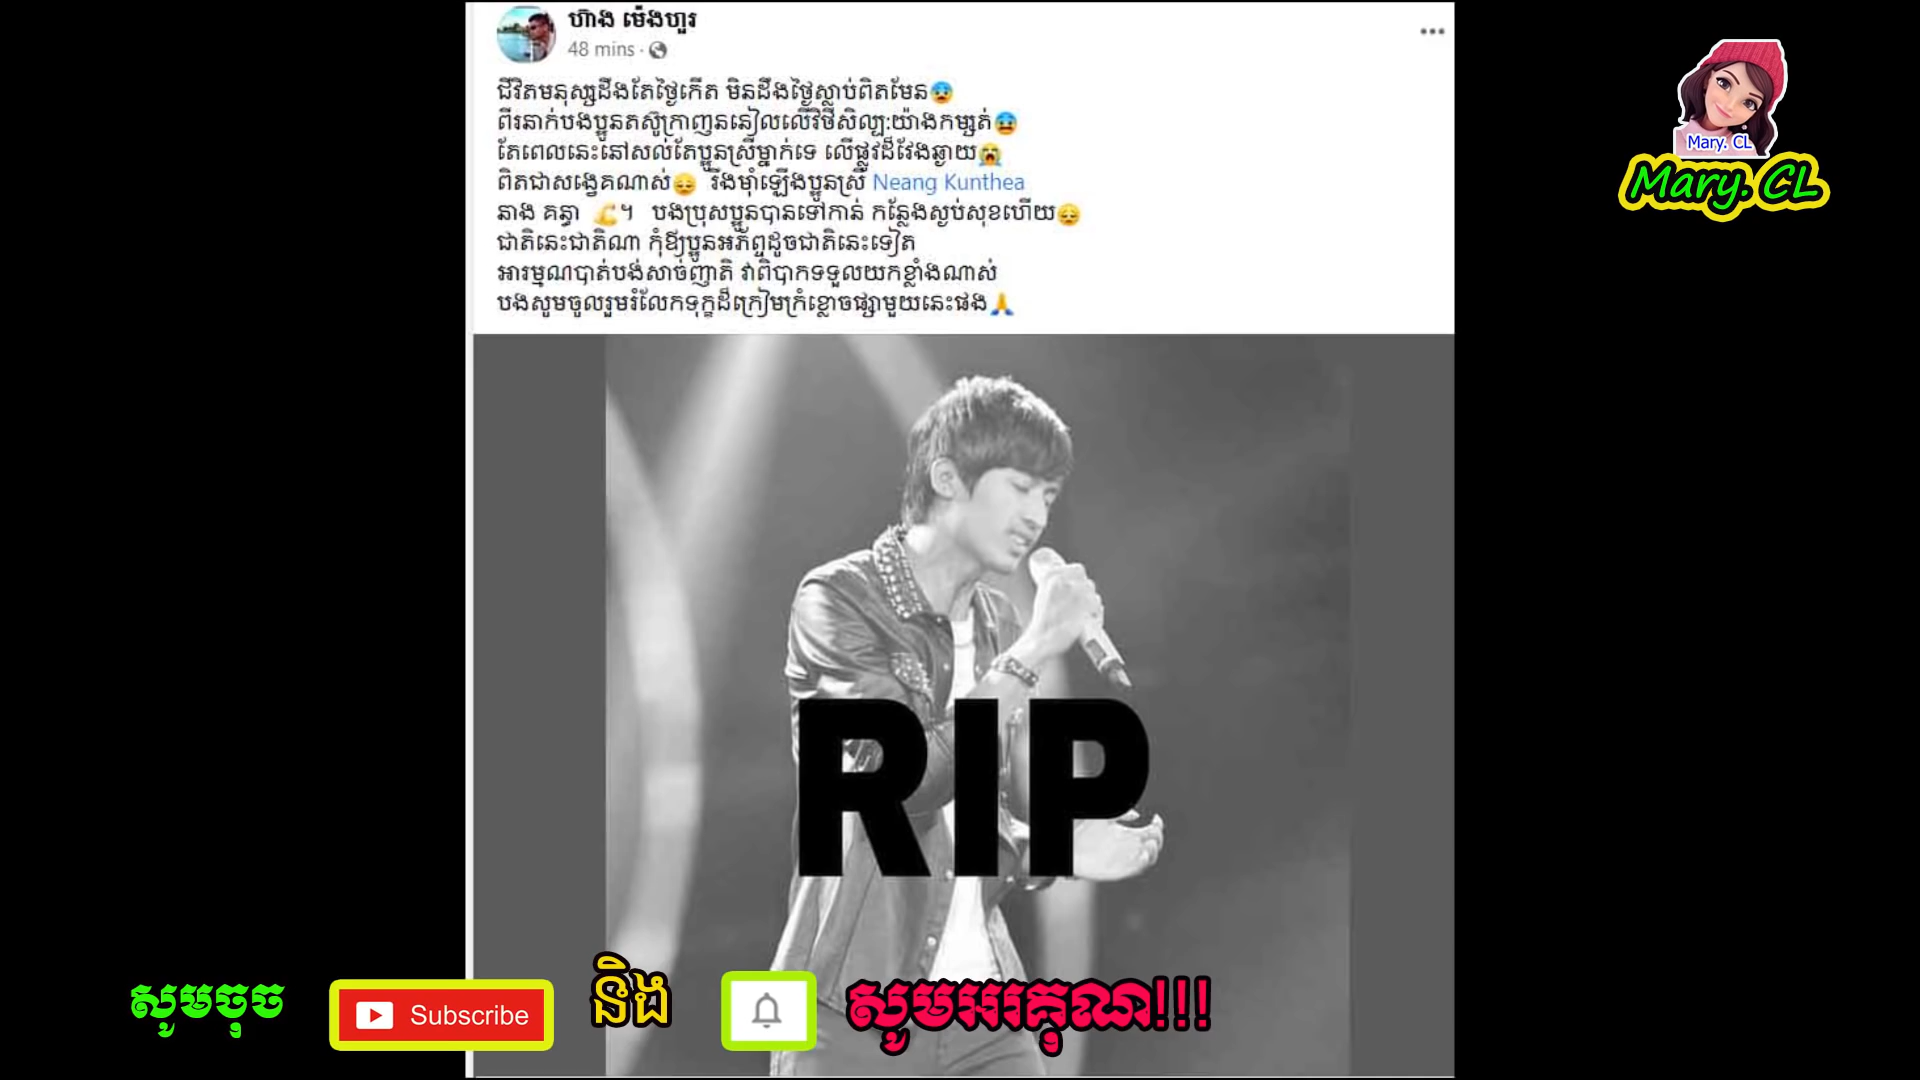 ហ៊ាង ម៉េងហួរ
48 mins ·
ជីវិតមនុស្សដឹងតែថ្ងៃកើត មិនដឹងថ្ងៃស្លាប់ពិតមែន😰
ពីរនាក់បងប្អូនតស៊ូក្រាញននៀលលើវិថីសិល្បៈយ៉ាងកម្សត់😰
តែពេលនេះនៅសល់តែប្អូនស្រីម្នាក់ទេ លើផ្លូវដ៏វែងឆ្ងាយ😭
ពិតជាសង្វេគណាស់😔 រឹងមាំឡើងប្អូនស្រី Neang Kunthea
នាង គន្ធា 💪។ បងប្រុសប្អូនបានទៅកាន់ កន្លែងស្ងប់សុខហើយ😔
ជាតិនេះជាតិណា កុំឱ្យប្អូនអភ័ព្វដូចជាតិនេះទៀត
អារម្មណបាត់បង់សាច់ញាតិ វាពិបាកទទួលយកខ្លាំងណាស់
បងសូមចូលរួមរំលែកទុក្ខដ៏ក្រៀមក្រំខ្លោចផ្សាមួយនេះផង🙏
Mary. CL
Mary. CL
RIP
សូមចុច
Subscribe
និង
សូមអរគុណ!!!